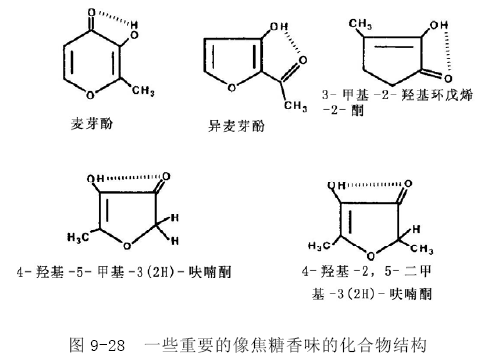 O
H
O
O
CH₃
麦芽酚
OH
O
O
CH₃
异麦芽酚
CH₃
OH
O
3-甲基-2-羟基环戊烯
-2-酮
OH
O
H₃C
O
H
H
4-羟基-5-甲基-3(2H)-呋喃酮
OH
O
H₃C
O
CH₃
4-羟基-2,5-二甲
基-3(2H)-呋喃酮
图 9-28 一些重要的像焦糖香味的化合物结构